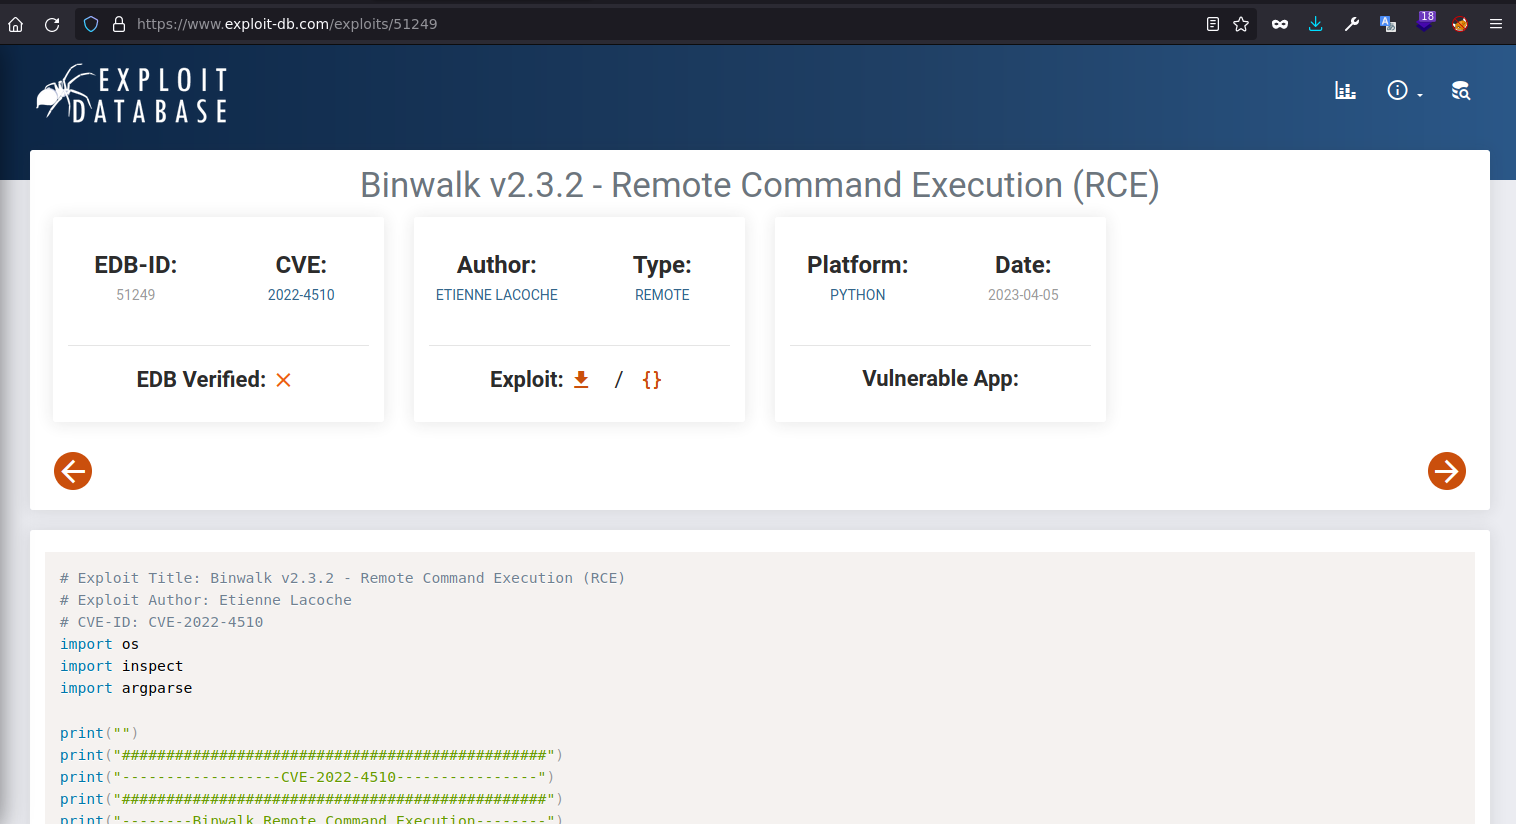 https://www.exploit-db.com/exploits/51249
18
EXPLOIT
DATABASE
Binwalk v2.3.2 - Remote Command Execution (RCE)
EDB-ID:
51249
CVE:
2022-4510
EDB Verified:
Author:
ETIENNE LACOCHE
Type:
REMOTE
Exploit: / {}
Platform:
PYTHON
Date:
2023-04-05
Vulnerable App:
# Exploit Title: Binwalk v2.3.2 - Remote Command Execution (RCE)
# Exploit Author: Etienne Lacoche
# CVE-ID: CVE-2022-4510
import os
import inspect
import argparse
print("")
print("################################################")
print("------------------CVE-2022-4510----------------")
print("################################################")
print("--------Binwalk Remote Command Execution--------")